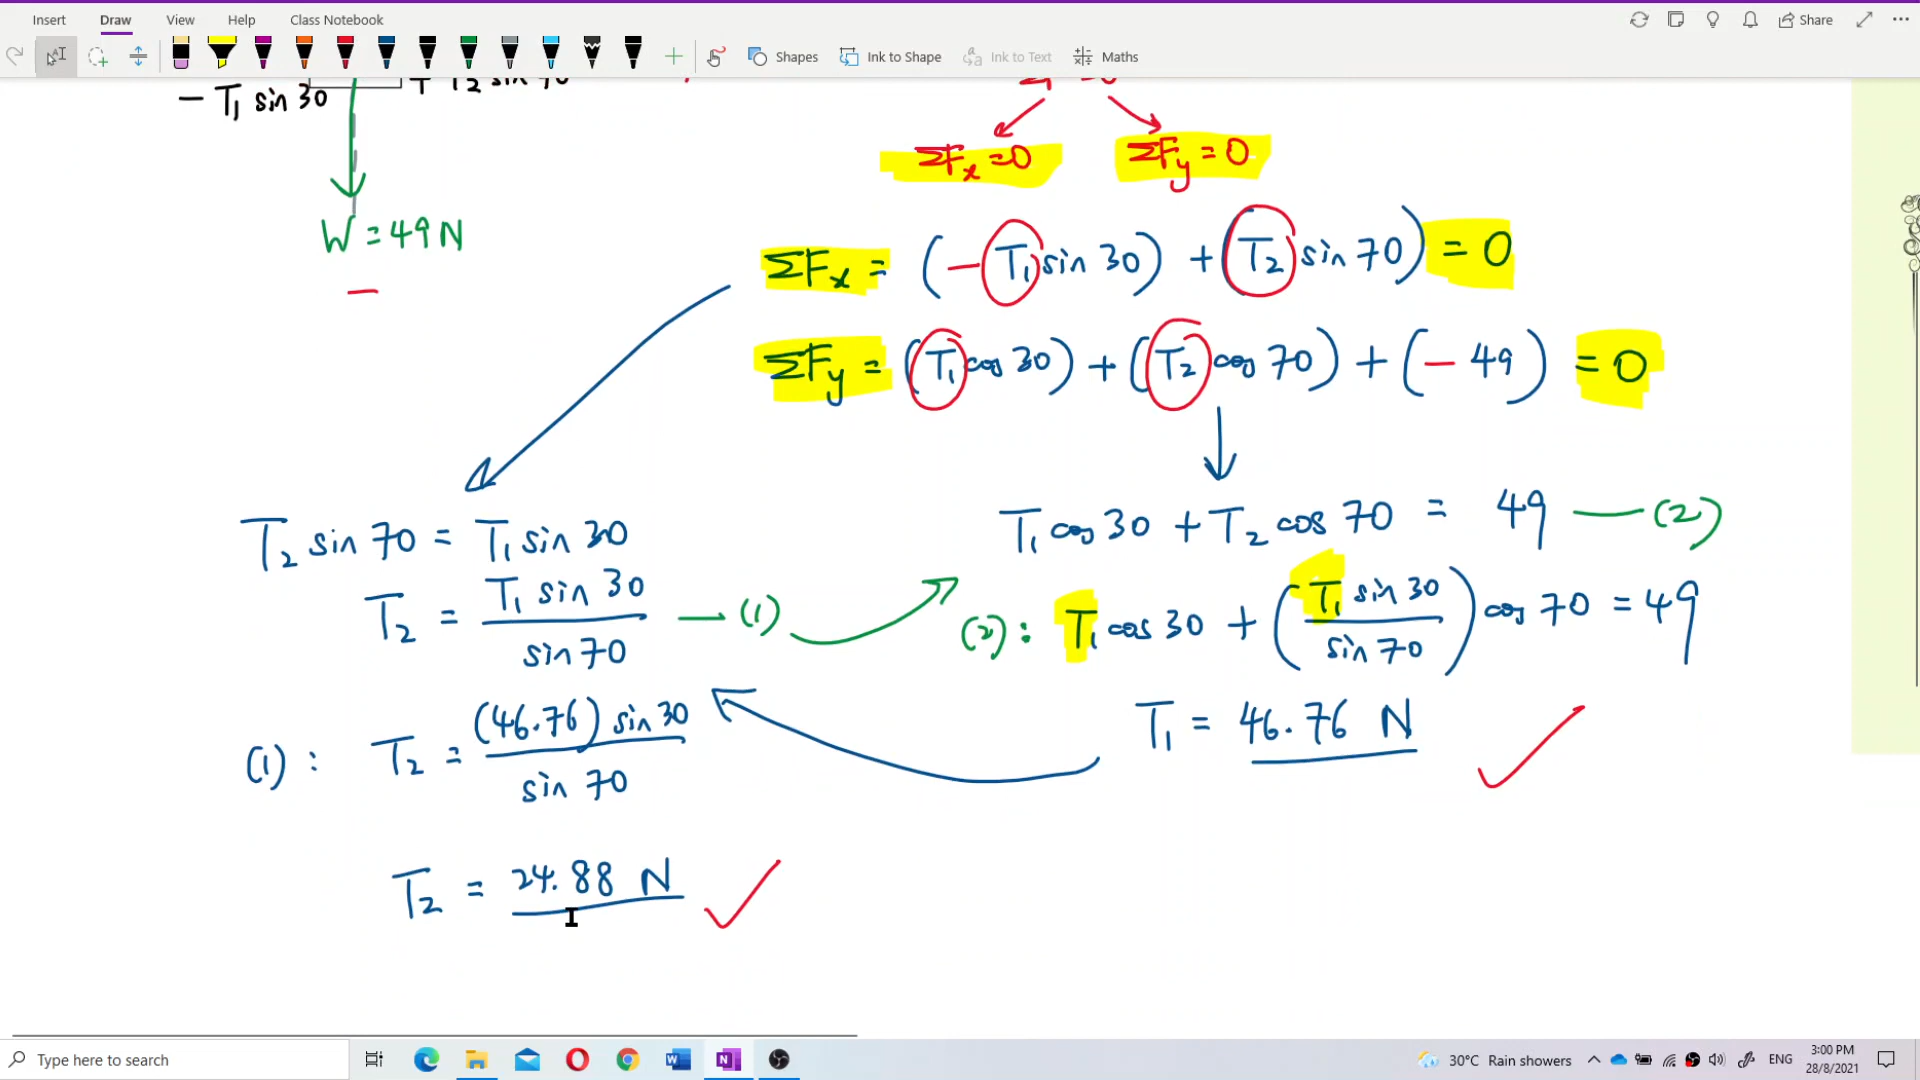 Insert Draw View Help Class Notebook Share
Shapes Ink to Shape Ink to Text Maths
- T1 sin 30 + T2 sin 70
ΣFx = 0 ΣFy = 0
W = 49 N
ΣFx = (- T1 sin 30) + (T2 sin 70) = 0
ΣFy = (T1 cos 30) + (T2 cos 70) + (- 49) = 0
T1 cos 30 + T2 cos 70 = 49 — (2)
T2 sin 70 = T1 sin 30
T2 = T1 sin 30 / sin 70 — (1)
(2) : T1 cos 30 + (T1 sin 30 / sin 70) cos 70 = 49
T1 = 46.76 N
(1) : T2 = (46.76) sin 30 / sin 70
T2 = 24.88 N
Type here to search
30°C Rain showers ENG 3:00 PM
28/8/2021